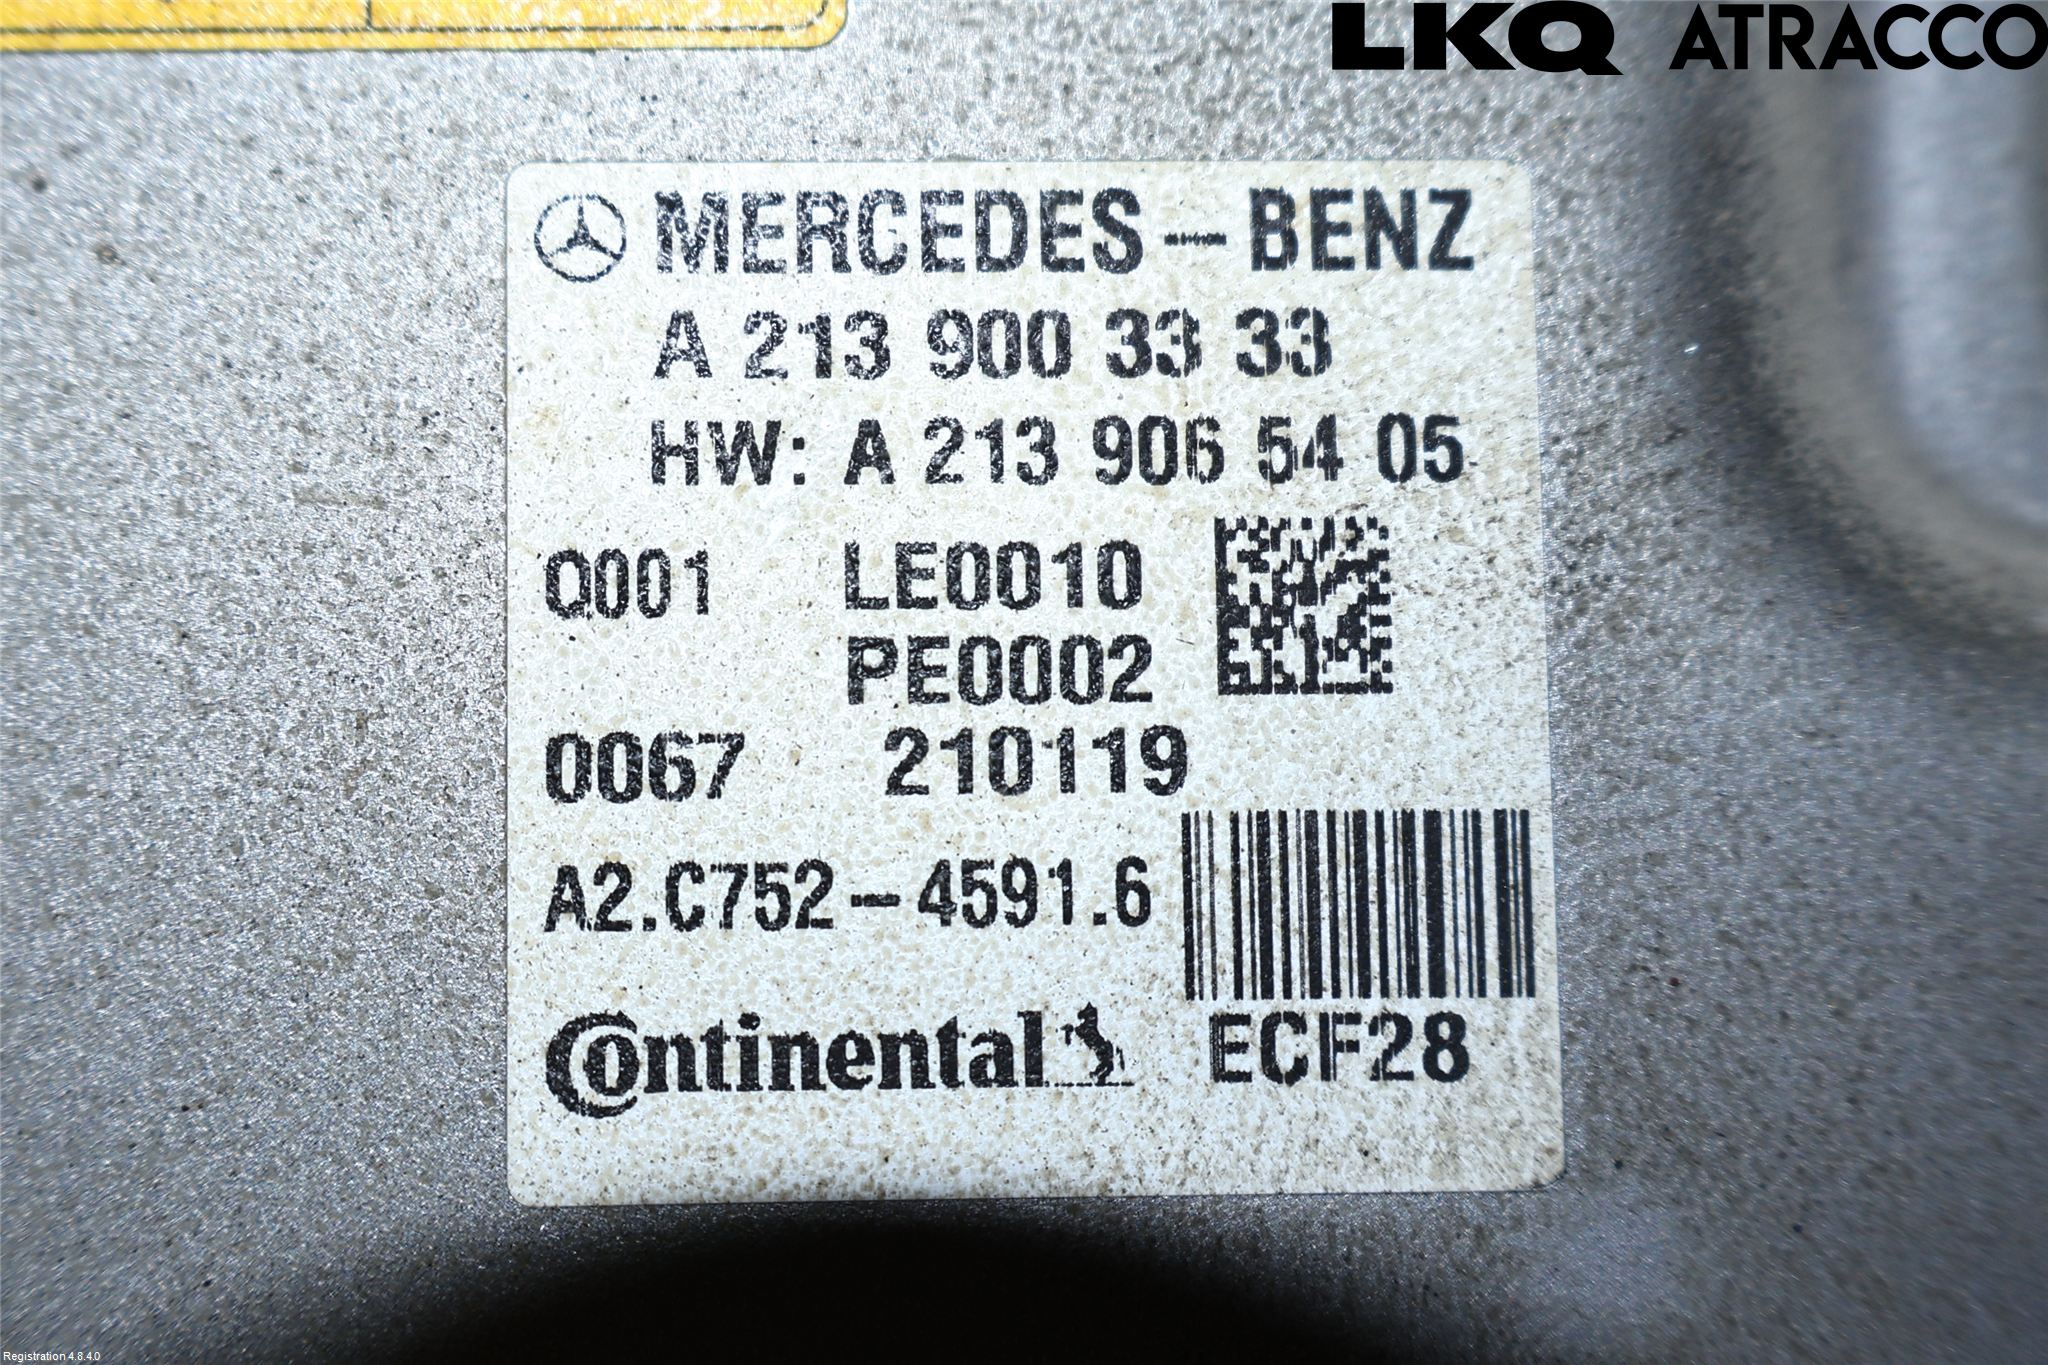 LKQ ATRACCO
MERCEDES-BENZ
A 213 900 33 33
HW: A 213 906 54 05
Q001 LE0010
PE0002
0067 210119
A2.C752-4591.6
Continental ECF28
Registration 4.8.4.0